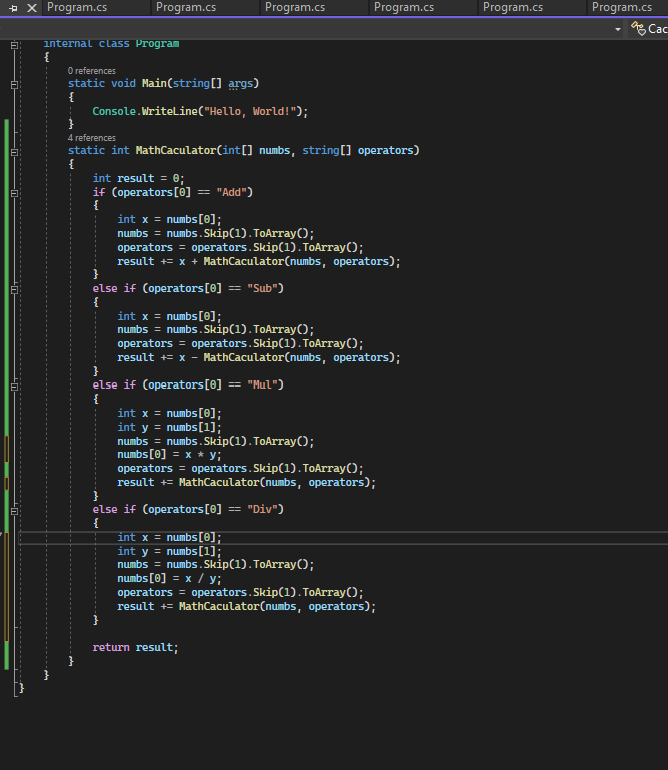 Program.cs Program.cs Program.cs Program.cs Program.cs Program.cs
Cac
internal class Program
{
0 references
static void Main(string[] args)
{
Console.WriteLine("Hello, World!");
}
4 references
static int MathCaculator(int[] numbs, string[] operators)
{
int result = 0;
if (operators[0] == "Add")
{
int x = numbs[0];
numbs = numbs.Skip(1).ToArray();
operators = operators.Skip(1).ToArray();
result += x + MathCaculator(numbs, operators);
}
else if (operators[0] == "Sub")
{
int x = numbs[0];
numbs = numbs.Skip(1).ToArray();
operators = operators.Skip(1).ToArray();
result += x - MathCaculator(numbs, operators);
}
else if (operators[0] == "Mul")
{
int x = numbs[0];
int y = numbs[1];
numbs = numbs.Skip(1).ToArray();
numbs[0] = x * y;
operators = operators.Skip(1).ToArray();
result += MathCaculator(numbs, operators);
}
else if (operators[0] == "Div")
{
int x = numbs[0];
int y = numbs[1];
numbs = numbs.Skip(1).ToArray();
numbs[0] = x / y;
operators = operators.Skip(1).ToArray();
result += MathCaculator(numbs, operators);
}
return result;
}
}
}